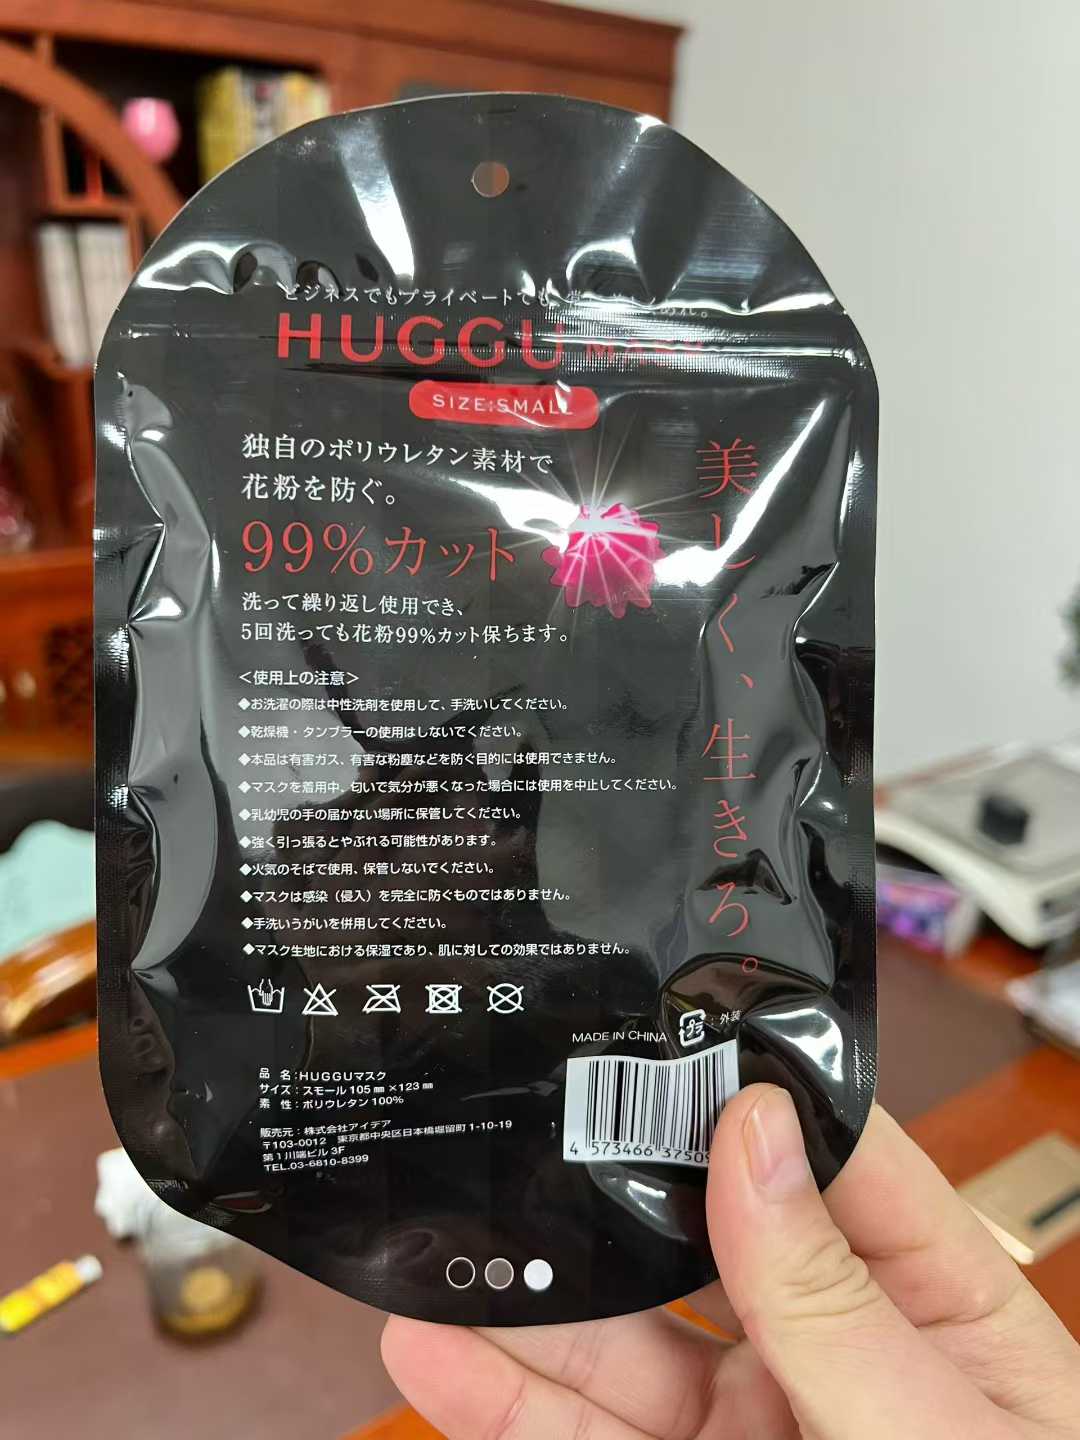 ビジネスでもプライベートでも
HUGGU MASK
SIZE:SMALL
独自のポリウレタン素材で
花粉を防ぐ。
99%カット
洗って繰り返し使用でき、
5回洗っても花粉99%カット保ちます。
美しく、生きろ。
<使用上の注意>
◆お洗濯の際は中性洗剤を使用して、手洗いしてください。
◆乾燥機・タンブラーの使用はしないでください。
◆本品は有害ガス、有害な粉塵などを防ぐ目的には使用できません。
◆マスクを着用中、匂いで気分が悪くなった場合には使用を中止してください。
◆乳幼児の手の届かない場所に保管してください。
◆強く引っ張るとやぶれる可能性があります。
◆火気のそばで使用、保管しないでください。
◆マスクは感染（侵入）を完全に防ぐものではありません。
◆手洗いうがいを併用してください。
◆マスク生地における保湿であり、肌に対しての効果ではありません。
MADE IN CHINA
プラ:外装
品 名:HUGGUマスク
サイズ:スモール 105㎜×123㎜
素 性:ポリウレタン100%
販売元:株式会社アイデア
〒103-0012 東京都中央区日本橋堀留町1-10-19
第1川端ビル3F
TEL.03-6810-8399
4 573466 37509